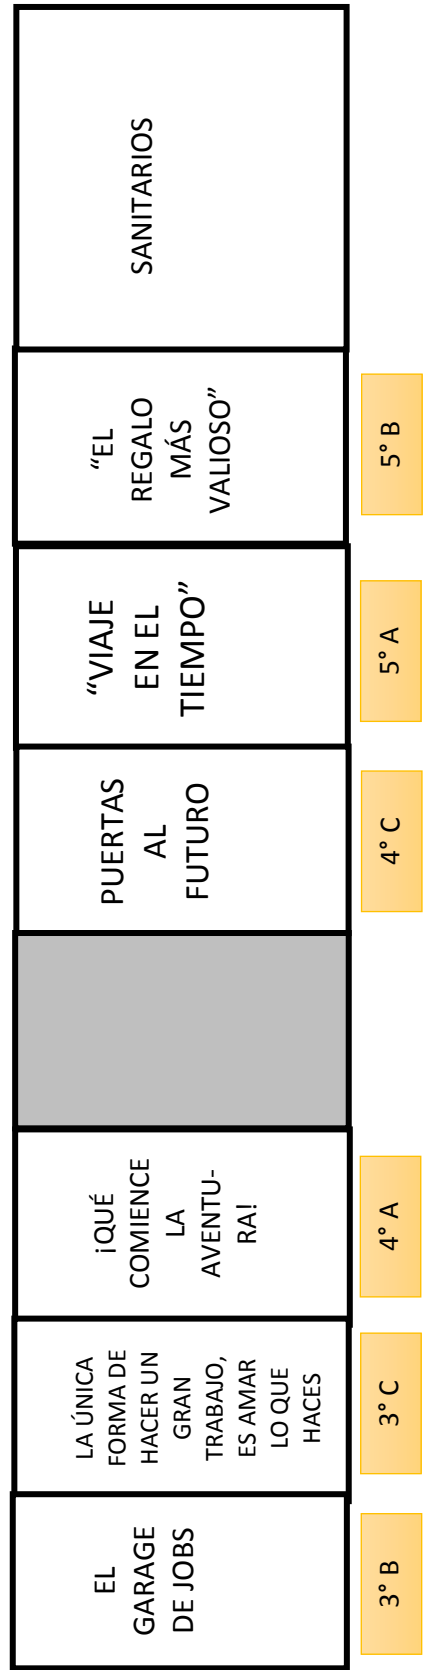 EL
GARAGE
DE JOBS
LA ÚNICA
FORMA DE
HACER UN
GRAN
TRABAJO,
ES AMAR
LO QUE
HACES
¡QUÉ
COMIENCE
LA
AVENTU-
RA!
PUERTAS
AL
FUTURO
“VIAJE
EN EL
TIEMPO”
“EL
REGALO
MÁS
VALIOSO”
SANITARIOS
3° B
3° C
4° A
4° C
5° A
5° B